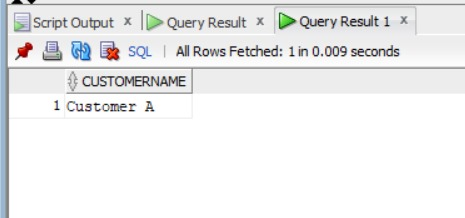 Script Output x Query Result x Query Result 1 x
SQL | All Rows Fetched: 1 in 0.009 seconds
CUSTOMERNAME
1 Customer A